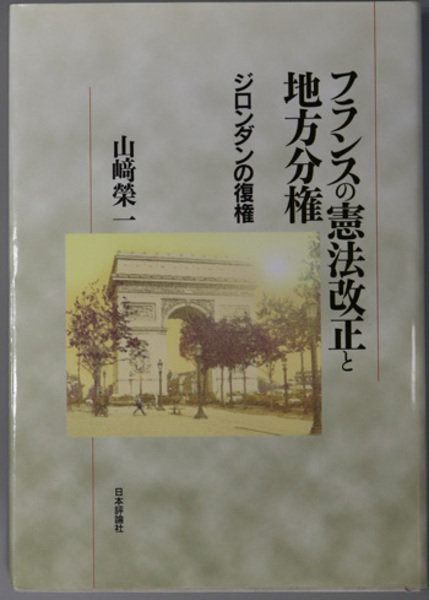 フランスの憲法改正と
地方分権
ジロンダンの復権
山﨑榮一
日本評論社